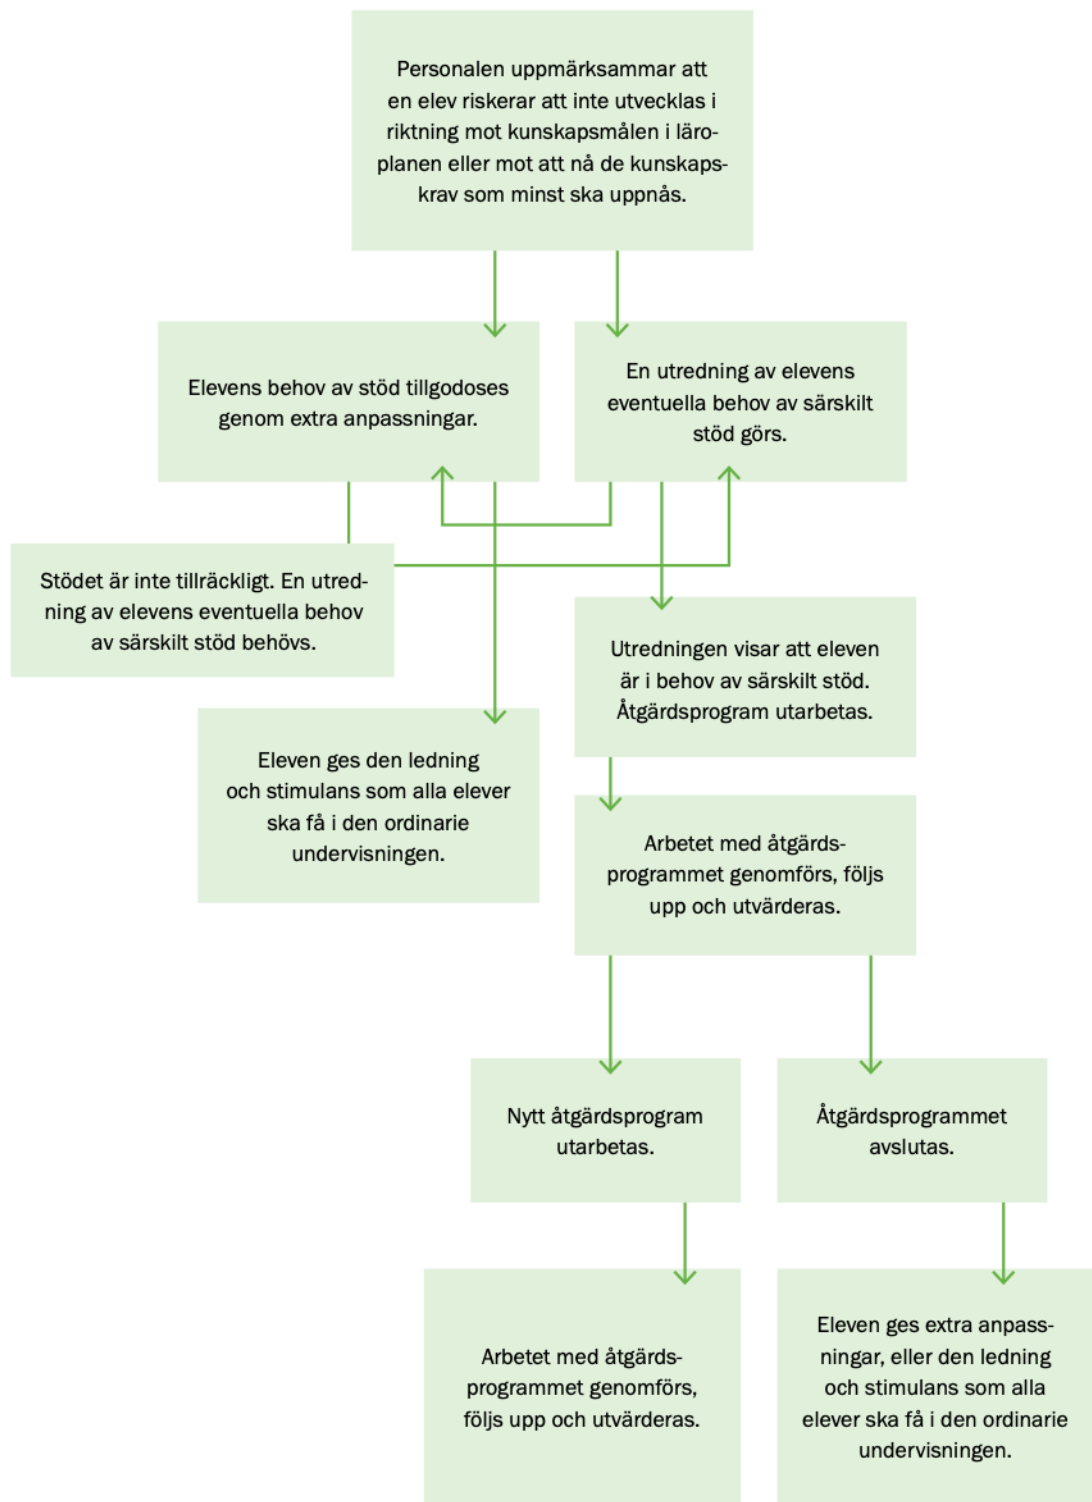 Personalen uppmärksammar att
en elev riskerar att inte utvecklas i
riktning mot kunskapsmålen i läro-
planen eller mot att nå de kunskaps-
krav som minst ska uppnås.
Elevens behov av stöd tillgodoses
genom extra anpassningar.
En utredning av elevens
eventuella behov av särskilt
stöd görs.
Stödet är inte tillräckligt. En utred-
ning av elevens eventuella behov
av särskilt stöd behövs.
Utredningen visar att eleven
är i behov av särskilt stöd.
Åtgärdsprogram utarbetas.
Eleven ges den ledning
och stimulans som alla elever
ska få i den ordinarie
undervisningen.
Arbetet med åtgärds-
programmet genomförs, följs
upp och utvärderas.
Nytt åtgärdsprogram
utarbetas.
Åtgärdsprogrammet
avslutas.
Arbetet med åtgärds-
programmet genomförs,
följs upp och utvärderas.
Eleven ges extra anpass-
ningar, eller den ledning
och stimulans som alla
elever ska få i den ordinarie
undervisningen.